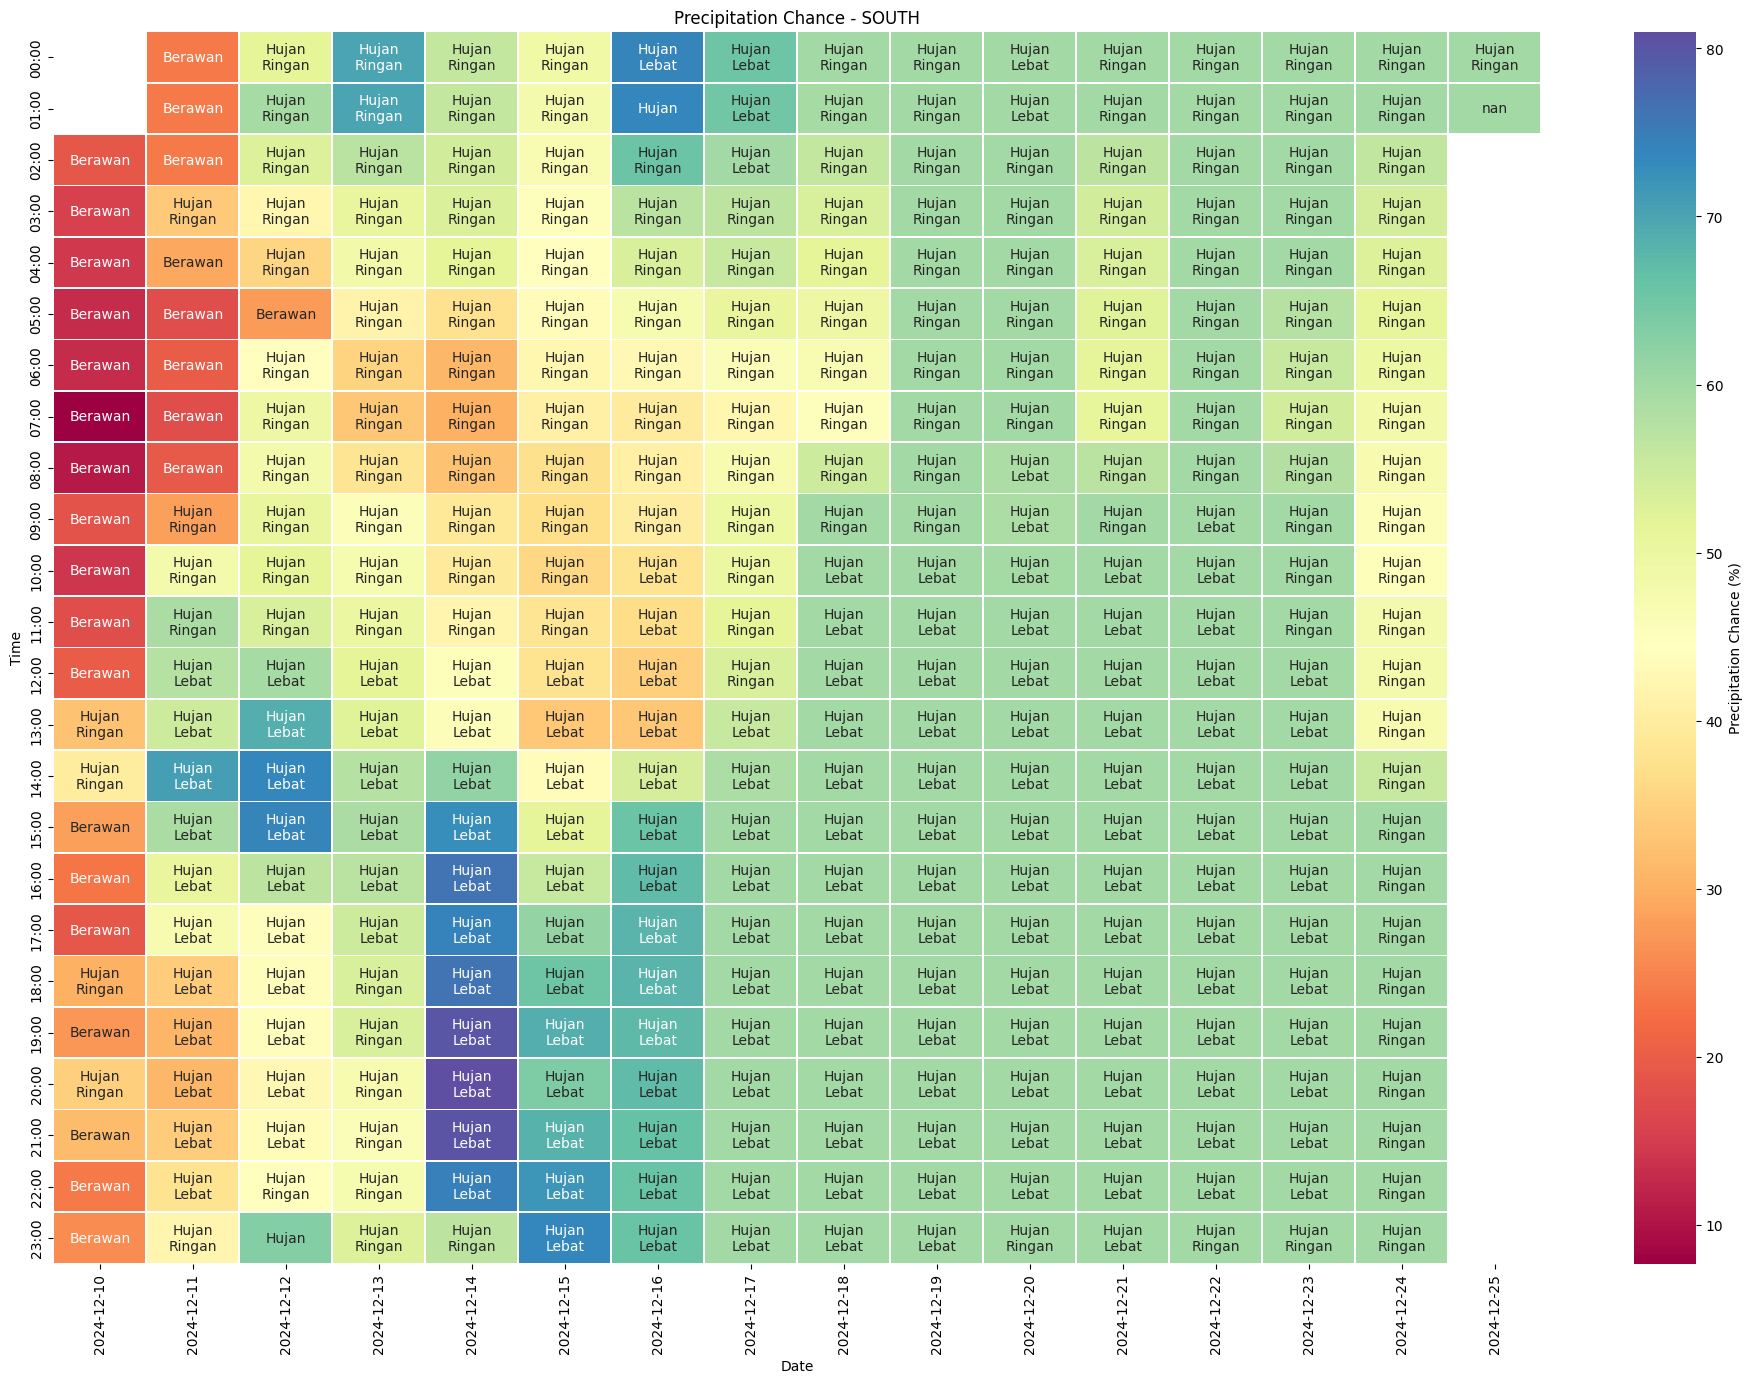 Precipitation Chance - SOUTH
00:00 Berawan Hujan Ringan Hujan Ringan Hujan Ringan Hujan Ringan Hujan Lebat Hujan Lebat Hujan Ringan Hujan Ringan Hujan Lebat Hujan Ringan Hujan Ringan Hujan Ringan Hujan Ringan Hujan Ringan
01:00 Berawan Hujan Ringan Hujan Ringan Hujan Ringan Hujan Ringan Hujan Hujan Lebat Hujan Ringan Hujan Ringan Hujan Lebat Hujan Ringan Hujan Ringan Hujan Ringan Hujan Ringan nan
02:00 Berawan Berawan Hujan Ringan Hujan Ringan Hujan Ringan Hujan Ringan Hujan Ringan Hujan Lebat Hujan Ringan Hujan Ringan Hujan Ringan Hujan Ringan Hujan Ringan Hujan Ringan Hujan Ringan
03:00 Berawan Hujan Ringan Hujan Ringan Hujan Ringan Hujan Ringan Hujan Ringan Hujan Ringan Hujan Ringan Hujan Ringan Hujan Ringan Hujan Ringan Hujan Ringan Hujan Ringan Hujan Ringan Hujan Ringan
04:00 Berawan Berawan Hujan Ringan Hujan Ringan Hujan Ringan Hujan Ringan Hujan Ringan Hujan Ringan Hujan Ringan Hujan Ringan Hujan Ringan Hujan Ringan Hujan Ringan Hujan Ringan Hujan Ringan
05:00 Berawan Berawan Berawan Hujan Ringan Hujan Ringan Hujan Ringan Hujan Ringan Hujan Ringan Hujan Ringan Hujan Ringan Hujan Ringan Hujan Ringan Hujan Ringan Hujan Ringan Hujan Ringan
06:00 Berawan Berawan Hujan Ringan Hujan Ringan Hujan Ringan Hujan Ringan Hujan Ringan Hujan Ringan Hujan Ringan Hujan Ringan Hujan Ringan Hujan Ringan Hujan Ringan Hujan Ringan Hujan Ringan
07:00 Berawan Berawan Hujan Ringan Hujan Ringan Hujan Ringan Hujan Ringan Hujan Ringan Hujan Ringan Hujan Ringan Hujan Ringan Hujan Ringan Hujan Ringan Hujan Ringan Hujan Ringan Hujan Ringan
08:00 Berawan Berawan Hujan Ringan Hujan Ringan Hujan Ringan Hujan Ringan Hujan Ringan Hujan Ringan Hujan Ringan Hujan Ringan Hujan Lebat Hujan Ringan Hujan Ringan Hujan Ringan Hujan Ringan
09:00 Berawan Hujan Ringan Hujan Ringan Hujan Ringan Hujan Ringan Hujan Ringan Hujan Ringan Hujan Ringan Hujan Ringan Hujan Ringan Hujan Lebat Hujan Ringan Hujan Lebat Hujan Ringan Hujan Ringan
10:00 Berawan Hujan Ringan Hujan Ringan Hujan Ringan Hujan Ringan Hujan Ringan Hujan Lebat Hujan Ringan Hujan Lebat Hujan Lebat Hujan Lebat Hujan Lebat Hujan Lebat Hujan Ringan Hujan Ringan
11:00 Berawan Hujan Ringan Hujan Ringan Hujan Ringan Hujan Ringan Hujan Ringan Hujan Lebat Hujan Ringan Hujan Lebat Hujan Lebat Hujan Lebat Hujan Lebat Hujan Lebat Hujan Ringan Hujan Ringan
12:00 Berawan Hujan Lebat Hujan Lebat Hujan Lebat Hujan Lebat Hujan Lebat Hujan Lebat Hujan Ringan Hujan Lebat Hujan Lebat Hujan Lebat Hujan Lebat Hujan Lebat Hujan Lebat Hujan Ringan
13:00 Hujan Ringan Hujan Lebat Hujan Lebat Hujan Lebat Hujan Lebat Hujan Lebat Hujan Lebat Hujan Lebat Hujan Lebat Hujan Lebat Hujan Lebat Hujan Lebat Hujan Lebat Hujan Lebat Hujan Ringan
14:00 Hujan Ringan Hujan Lebat Hujan Lebat Hujan Lebat Hujan Lebat Hujan Lebat Hujan Lebat Hujan Lebat Hujan Lebat Hujan Lebat Hujan Lebat Hujan Lebat Hujan Lebat Hujan Lebat Hujan Ringan
15:00 Berawan Hujan Lebat Hujan Lebat Hujan Lebat Hujan Lebat Hujan Lebat Hujan Lebat Hujan Lebat Hujan Lebat Hujan Lebat Hujan Lebat Hujan Lebat Hujan Lebat Hujan Lebat Hujan Ringan
16:00 Berawan Hujan Lebat Hujan Lebat Hujan Lebat Hujan Lebat Hujan Lebat Hujan Lebat Hujan Lebat Hujan Lebat Hujan Lebat Hujan Lebat Hujan Lebat Hujan Lebat Hujan Lebat Hujan Ringan
17:00 Berawan Hujan Lebat Hujan Lebat Hujan Lebat Hujan Lebat Hujan Lebat Hujan Lebat Hujan Lebat Hujan Lebat Hujan Lebat Hujan Lebat Hujan Lebat Hujan Lebat Hujan Lebat Hujan Ringan
18:00 Hujan Ringan Hujan Lebat Hujan Lebat Hujan Ringan Hujan Lebat Hujan Lebat Hujan Lebat Hujan Lebat Hujan Lebat Hujan Lebat Hujan Lebat Hujan Lebat Hujan Lebat Hujan Lebat Hujan Ringan
19:00 Berawan Hujan Lebat Hujan Lebat Hujan Ringan Hujan Lebat Hujan Lebat Hujan Lebat Hujan Lebat Hujan Lebat Hujan Lebat Hujan Lebat Hujan Lebat Hujan Lebat Hujan Lebat Hujan Ringan
20:00 Hujan Ringan Hujan Lebat Hujan Lebat Hujan Ringan Hujan Lebat Hujan Lebat Hujan Lebat Hujan Lebat Hujan Lebat Hujan Lebat Hujan Lebat Hujan Lebat Hujan Lebat Hujan Lebat Hujan Ringan
21:00 Berawan Hujan Lebat Hujan Lebat Hujan Ringan Hujan Lebat Hujan Lebat Hujan Lebat Hujan Lebat Hujan Lebat Hujan Lebat Hujan Lebat Hujan Lebat Hujan Lebat Hujan Lebat Hujan Ringan
22:00 Berawan Hujan Lebat Hujan Ringan Hujan Ringan Hujan Lebat Hujan Lebat Hujan Lebat Hujan Lebat Hujan Lebat Hujan Lebat Hujan Lebat Hujan Lebat Hujan Lebat Hujan Lebat Hujan Ringan
23:00 Berawan Hujan Ringan Hujan Hujan Ringan Hujan Ringan Hujan Lebat Hujan Lebat Hujan Lebat Hujan Lebat Hujan Lebat Hujan Ringan Hujan Lebat Hujan Ringan Hujan Ringan Hujan Ringan
Time
2024-12-10 2024-12-11 2024-12-12 2024-12-13 2024-12-14 2024-12-15 2024-12-16 2024-12-17 2024-12-18 2024-12-19 2024-12-20 2024-12-21 2024-12-22 2024-12-23 2024-12-24 2024-12-25
Date
80
70
60
50
40
30
20
10
Precipitation Chance (%)